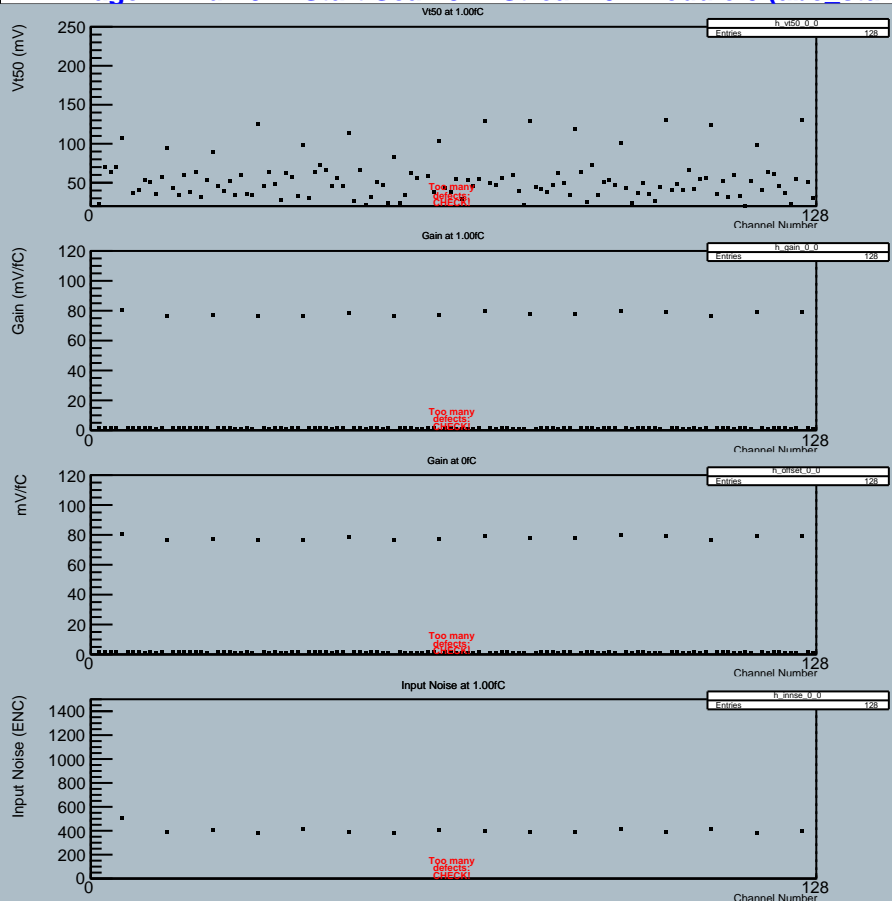 Vt50 at 1.00fC
h_vt50_0_0
Entries 128
Vt50 (mV)
250
200
150
100
50
Too many
defects:
CHECK!
0
128
Channel Number
Gain at 1.00fC
h_gain_0_0
Entries 128
Gain (mV/fC)
120
100
80
60
40
20
0
Too many
defects:
CHECK!
0
128
Channel Number
Gain at 0fC
h_offset_0_0
Entries 128
mV/fC
120
100
80
60
40
20
0
Too many
defects:
CHECK!
0
128
Channel Number
Input Noise at 1.00fC
h_innse_0_0
Entries 128
Input Noise (ENC)
1400
1200
1000
800
600
400
200
0
Too many
defects:
CHECK!
0
128
Channel Number